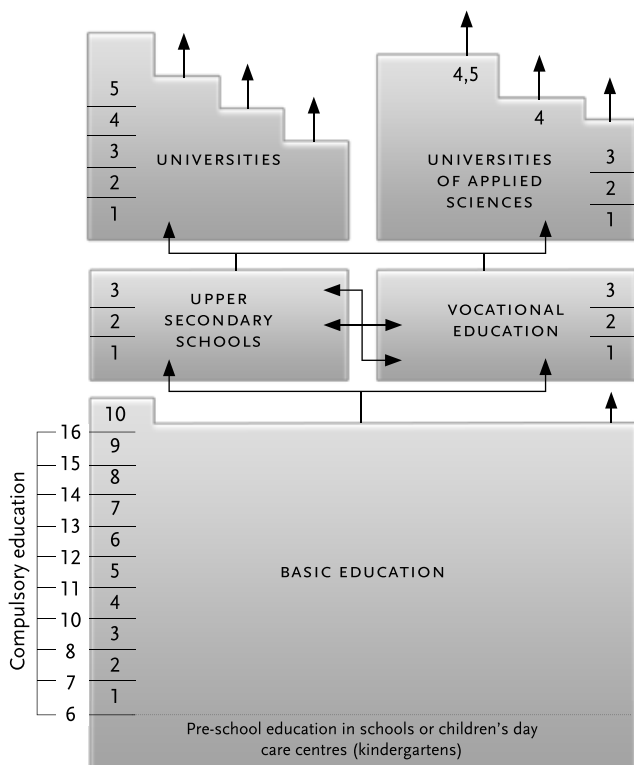 5
4
3
2
1
UNIVERSITIES
4,5
4
UNIVERSITIES
OF APPLIED
SCIENCES
3
2
1
3
2
1
UPPER
SECONDARY
SCHOOLS
VOCATIONAL
EDUCATION
3
2
1
Compulsory education
16
15
14
13
12
11
10
8
7
6
10
9
8
7
6
5
4
3
2
1
BASIC EDUCATION
Pre-school education in schools or children’s day
care centres (kindergartens)